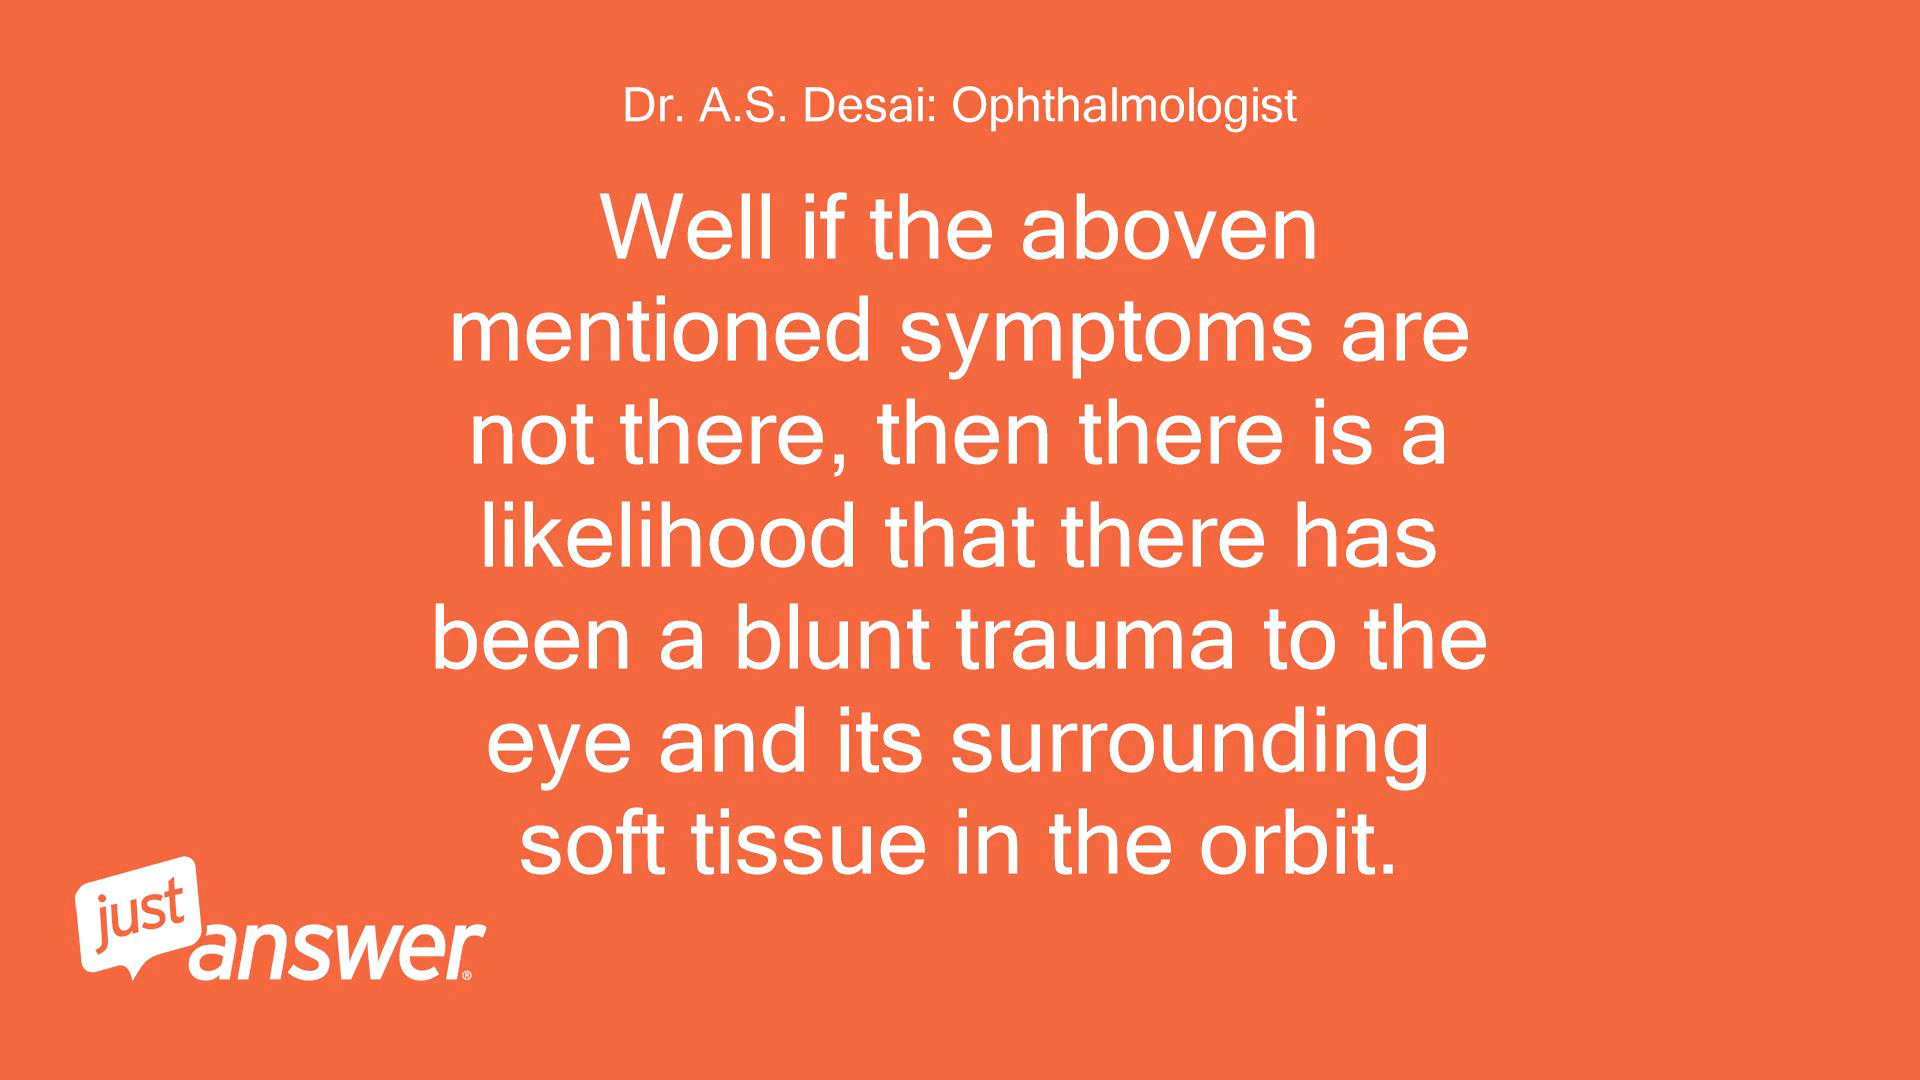 Dr. A.S. Desai: Ophthalmologist
Well if the aboven
mentioned symptoms are
not there, then there is a
likelihood that there has
been a blunt trauma to the
eye and its surrounding
soft tissue in the orbit.
just
answer®